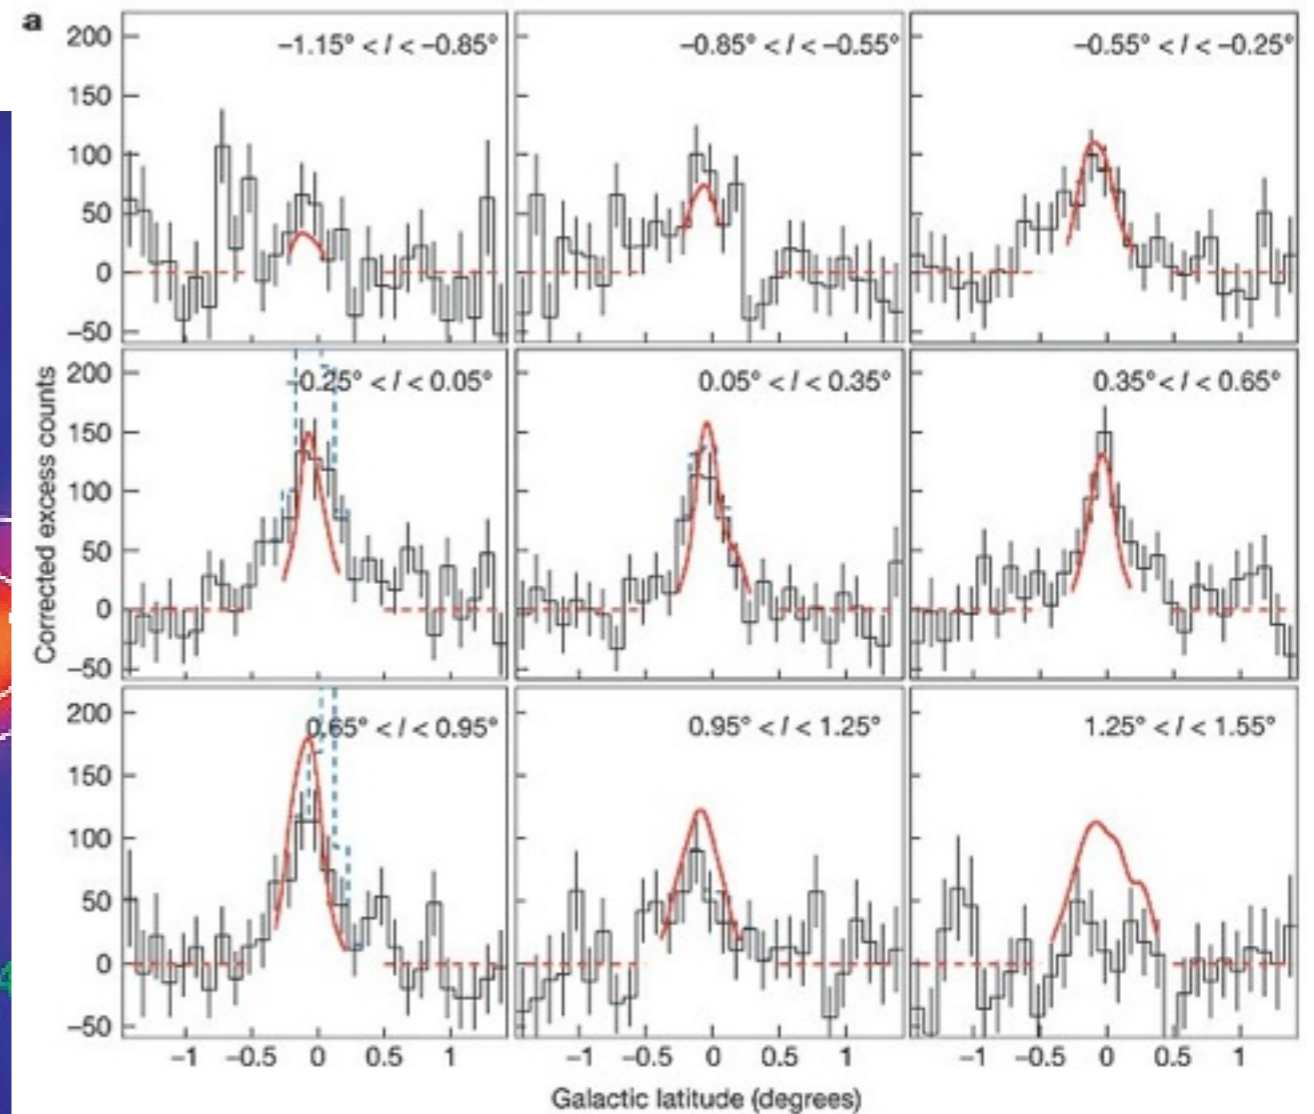 a
−1.15° < l < −0.85°
−0.85° < l < −0.55°
−0.55° < l < −0.25°
200
150
100
50
0
−50
−0.25° < l < 0.05°
0.05° < l < 0.35°
0.35° < l < 0.65°
200
150
100
50
0
−50
Corrected excess counts
0.65° < l < 0.95°
0.95° < l < 1.25°
1.25° < l < 1.55°
200
150
100
50
0
−50
−1 −0.5 0 0.5 1
−1 −0.5 0 0.5 1
−1 −0.5 0 0.5 1
Galactic latitude (degrees)